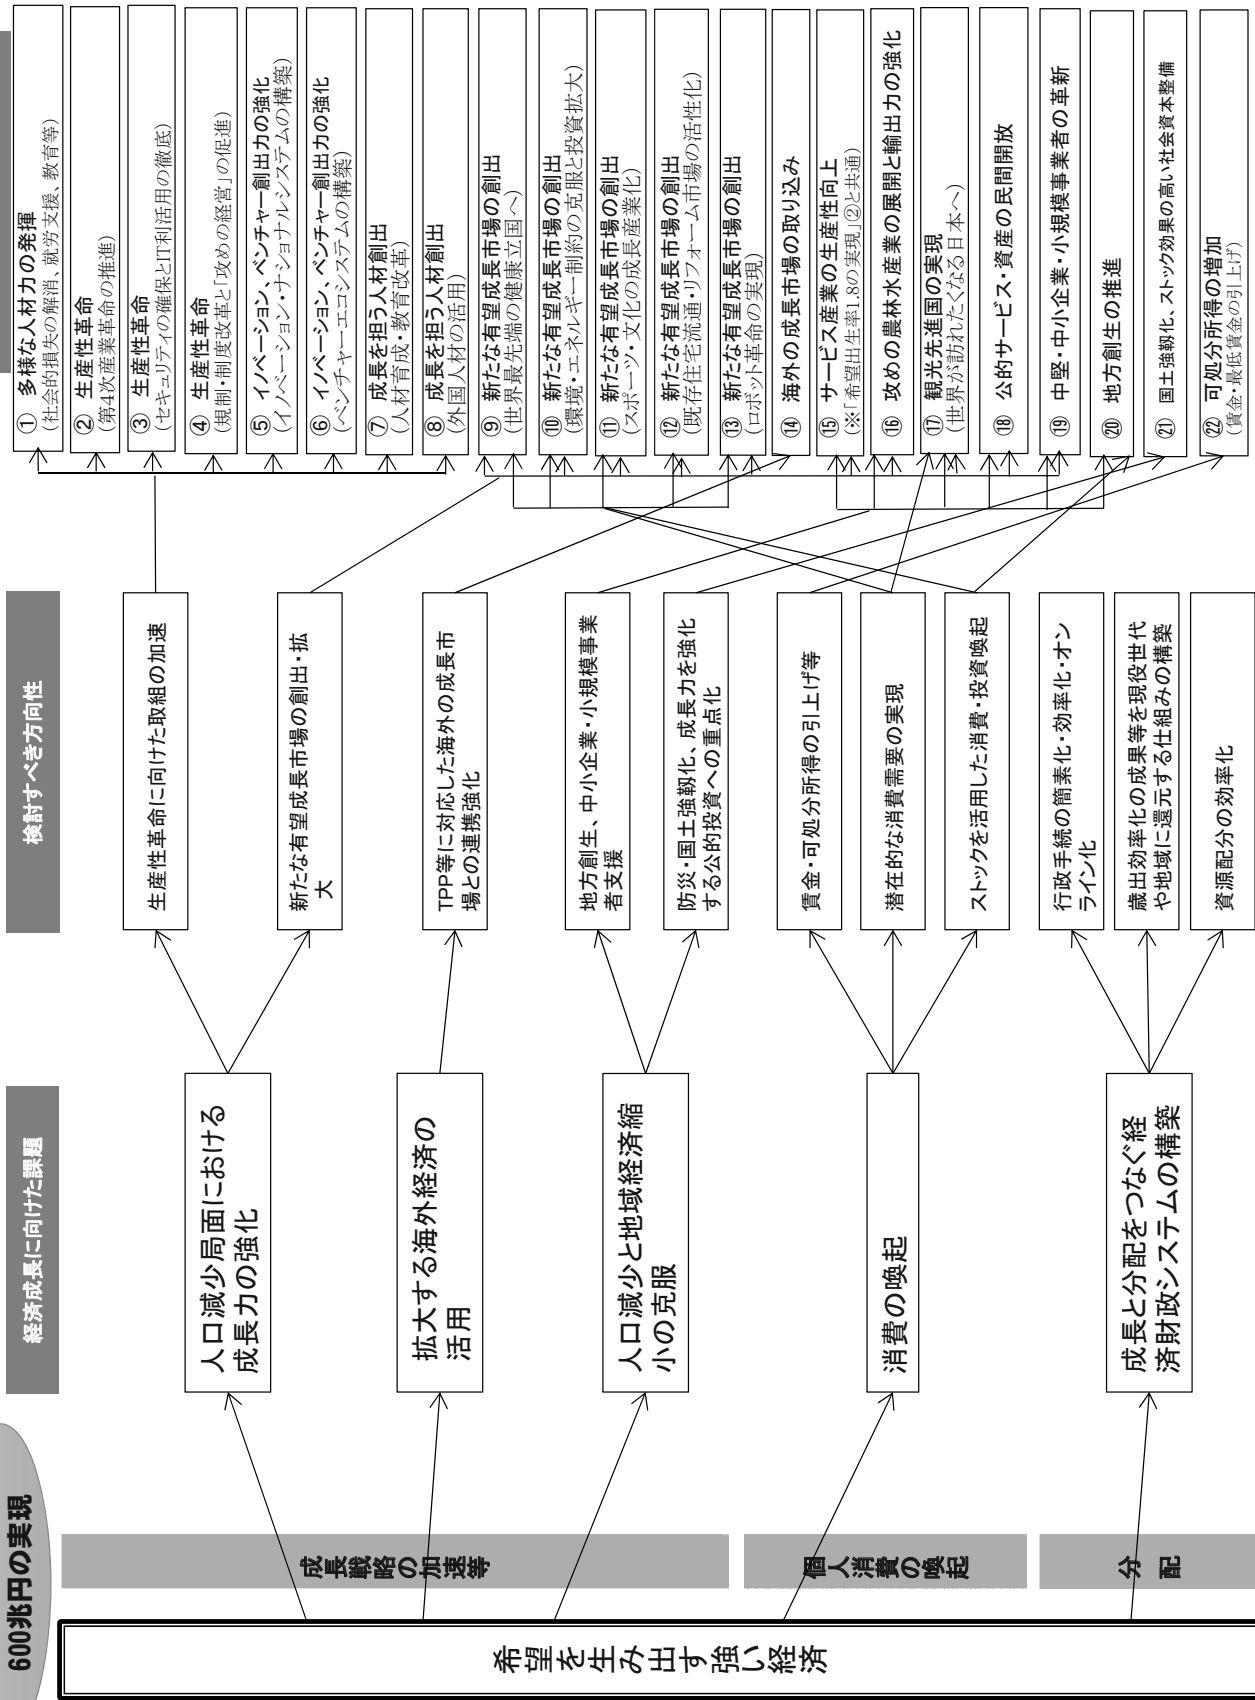 600兆円の実現
希望を生み出す強い経済
成長戦略の加速等
個人消費の喚起
分　配
経済成長に向けた課題
人口減少局面における
成長力の強化
拡大する海外経済の
活用
人口減少と地域経済縮
小の克服
消費の喚起
成長と分配をつなぐ経
済財政システムの構築
検討すべき方向性
生産性革命に向けた取組の加速
新たな有望成長市場の創出・拡
大
TPP等に対応した海外の成長市
場との連携強化
地方創生、中小企業・小規模事業
者支援
防災・国土強靱化、成長力を強化
する公的投資への重点化
賃金・可処分所得の引上げ等
潜在的な消費需要の実現
ストックを活用した消費・投資喚起
行政手続の簡素化・効率化・オン
ライン化
歳出効率化の成果等を現役世代
や地域に還元する仕組みの構築
資源配分の効率化
① 多様な人材力の発揮
(社会的損失の解消、就労支援、教育等)
② 生産性革命
(第4次産業革命の推進)
③ 生産性革命
(セキュリティの確保とIT利活用の徹底)
④ 生産性革命
(規制・制度改革と「攻めの経営」の促進)
⑤ イノベーション、ベンチャー創出力の強化
(イノベーション・ナショナルシステムの構築)
⑥ イノベーション、ベンチャー創出力の強化
(ベンチャーエコシステムの構築)
⑦ 成長を担う人材創出
(人材育成・教育改革)
⑧ 成長を担う人材創出
(外国人材の活用)
⑨ 新たな有望成長市場の創出
(世界最先端の健康立国へ)
⑩ 新たな有望成長市場の創出
(環境・エネルギー制約の克服と投資拡大)
⑪ 新たな有望成長市場の創出
(スポーツ・文化の成長産業化)
⑫ 新たな有望成長市場の創出
(既存住宅流通・リフォーム市場の活性化)
⑬ 新たな有望成長市場の創出
(ロボット革命の実現)
⑭ 海外の成長市場の取り込み
⑮ サービス産業の生産性向上
(※「希望出生率1.8の実現」②と共通)
⑯ 攻めの農林水産業の展開と輸出力の強化
⑰ 観光先進国の実現
(世界が訪れたくなる日本へ)
⑱ 公的サービス・資産の民間開放
⑲ 中堅・中小企業・小規模事業者の革新
⑳ 地方創生の推進
㉑ 国土強靱化、ストック効果の高い社会資本整備
㉒ 可処分所得の増加
(賃金・最低賃金の引上げ)